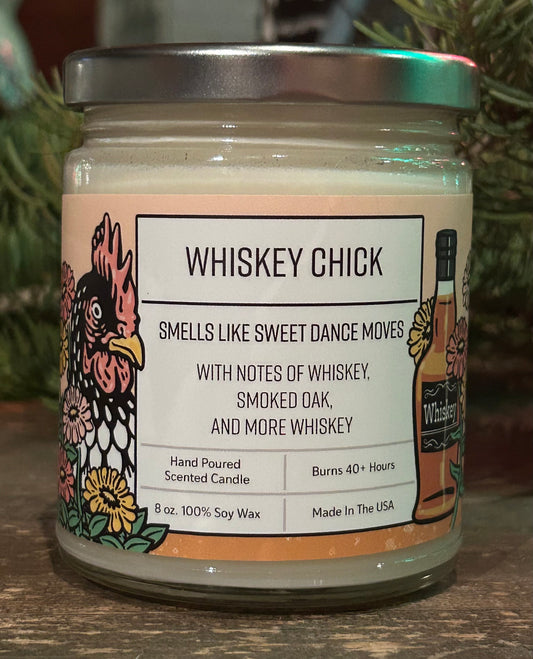 WHISKEY CHICK
SMELLS LIKE SWEET DANCE MOVES
WITH NOTES OF WHISKEY,
SMOKED OAK,
AND MORE WHISKEY
Hand Poured
Scented Candle
Burns 40+ Hours
8 oz. 100% Soy Wax
Made In The USA
Whiskey